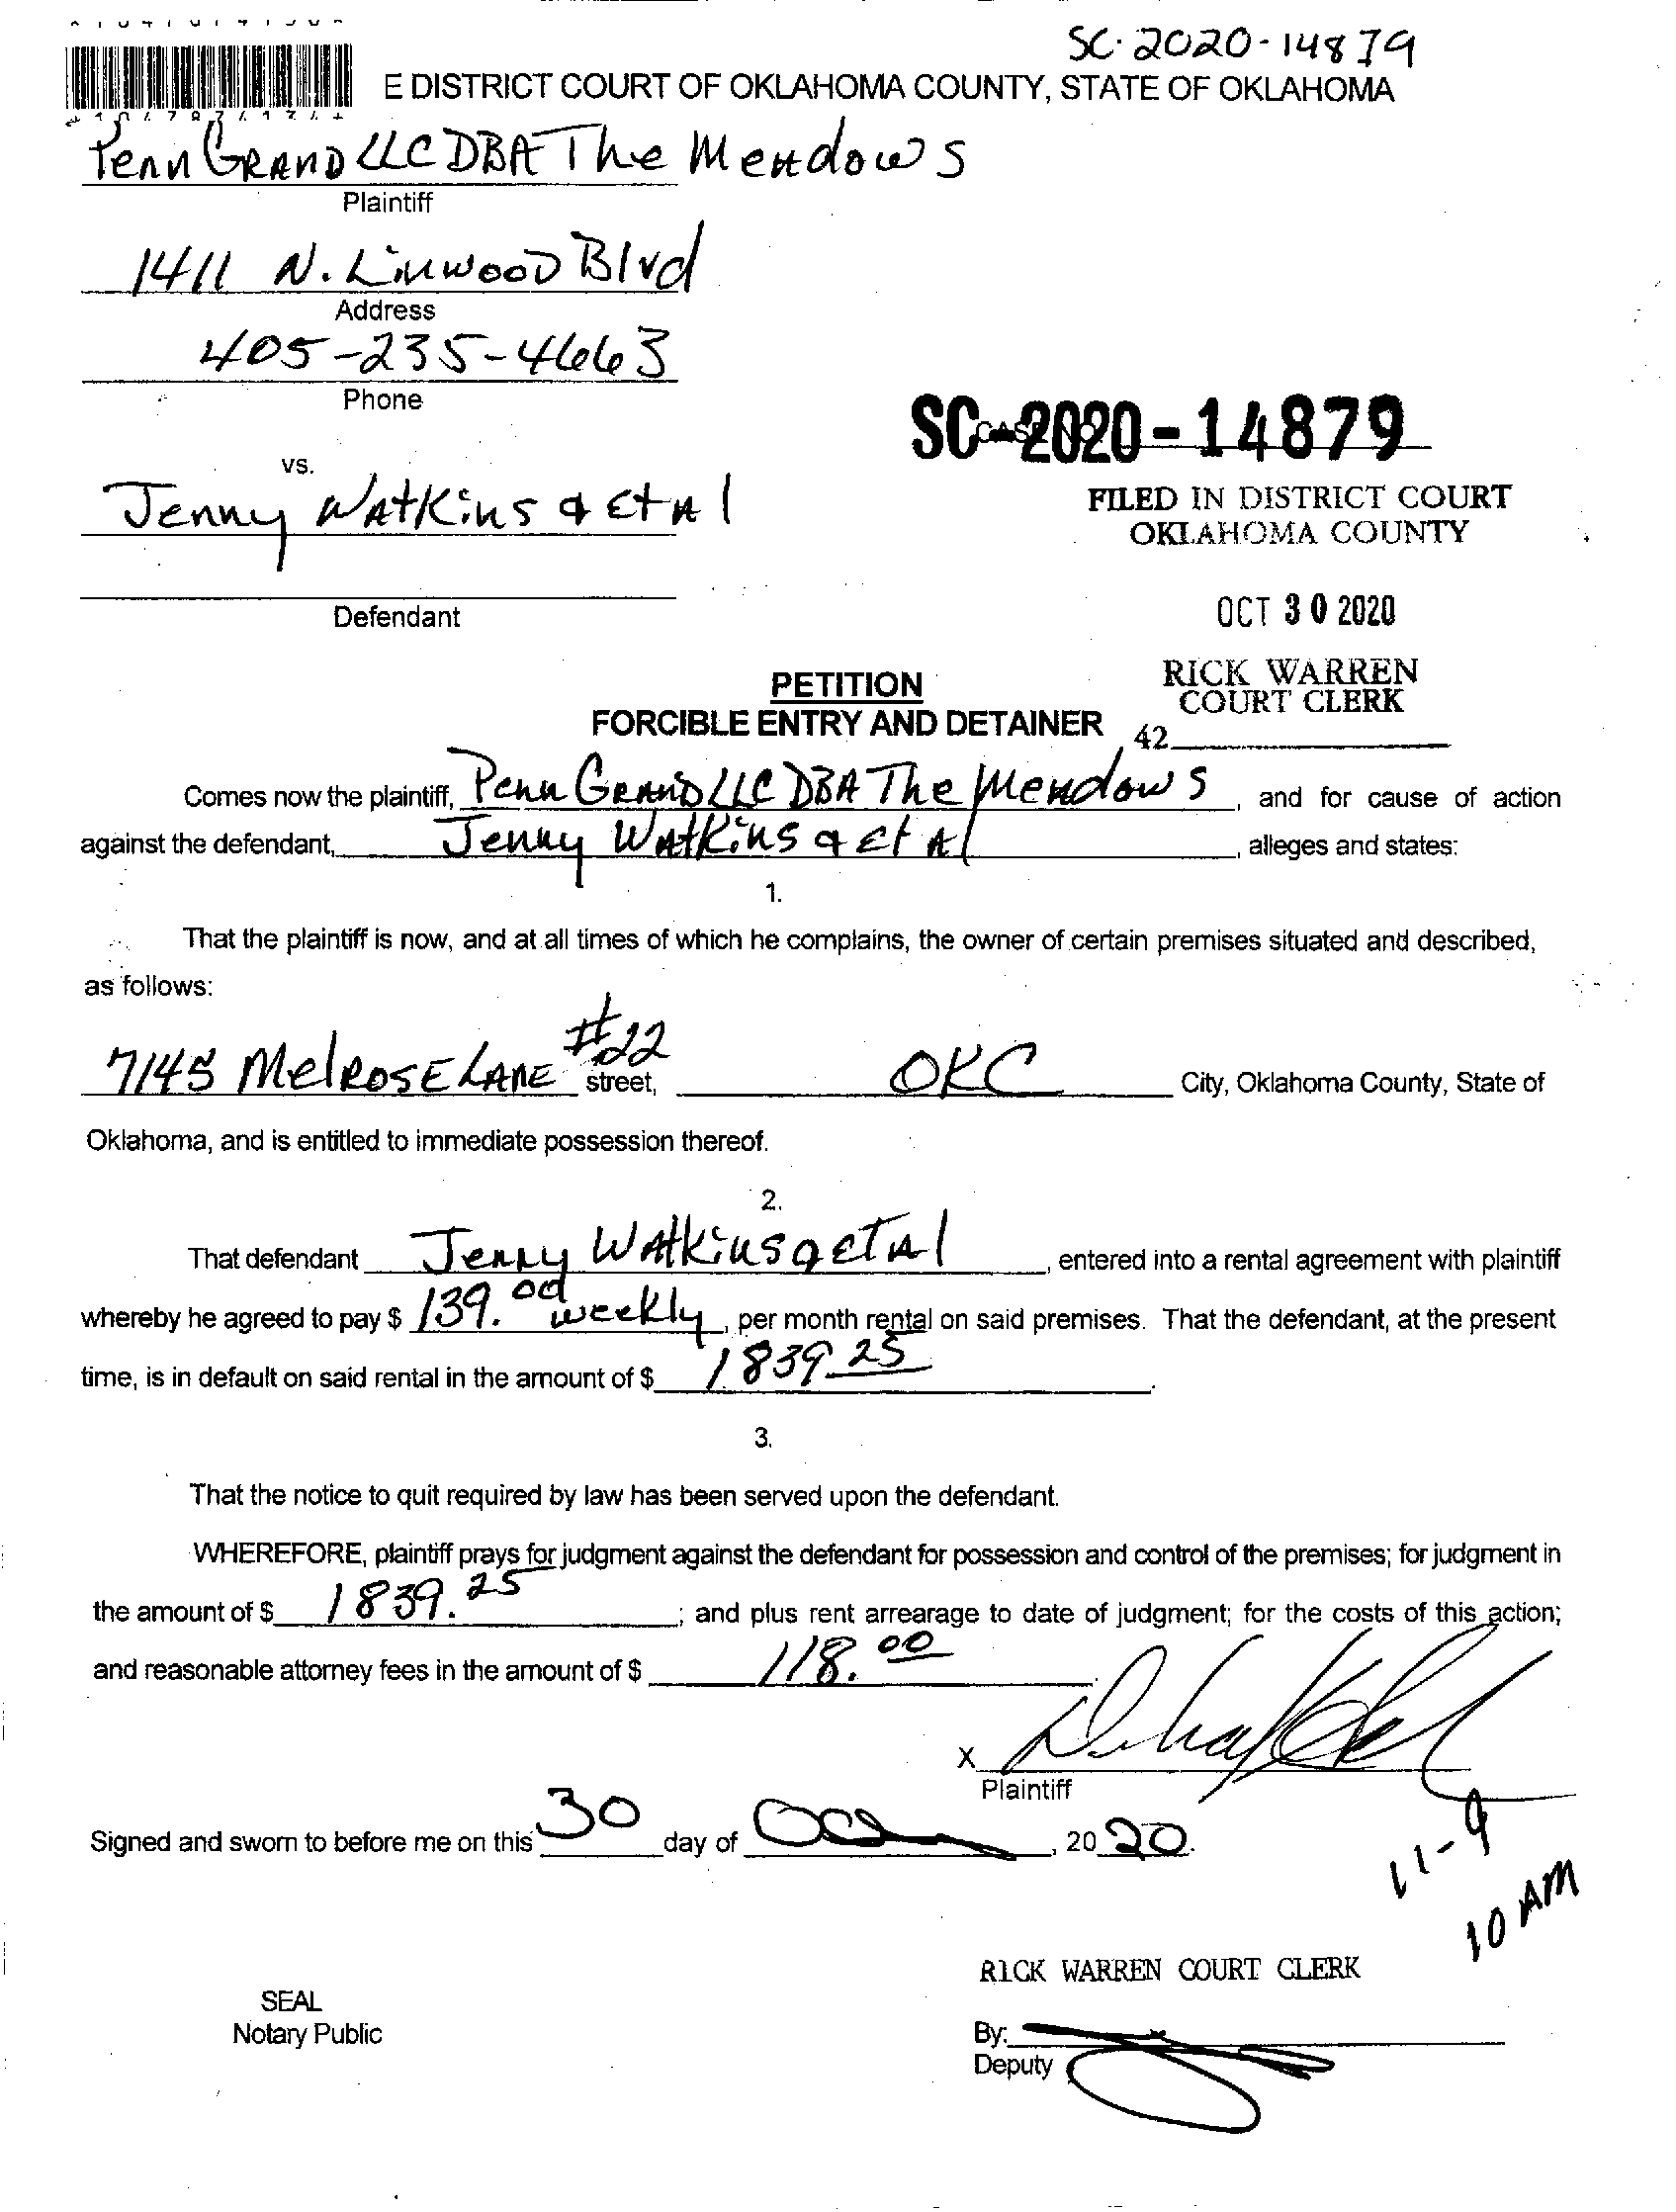 SC-2020-14879
E DISTRICT COURT OF OKLAHOMA COUNTY, STATE OF OKLAHOMA
Penn Grand LLC DBA The Meadows
Plaintiff
1411 N. Linwood Blvd
Address
405-235-4663
Phone
SC-2020-14879
vs.
Jenny Watkins & et Al
FILED IN DISTRICT COURT
OKLAHOMA COUNTY
Defendant
OCT 30 2020
PETITION
FORCIBLE ENTRY AND DETAINER
RICK WARREN
COURT CLERK
42
Comes now the plaintiff, Penn Grand LLC DBA The Meadows, and for cause of action
against the defendant, Jenny Watkins & et Al, alleges and states:
1.
That the plaintiff is now, and at all times of which he complains, the owner of certain premises situated and described,
as follows:
7145 Melrose Lane #22 street, OKC City, Oklahoma County, State of
Oklahoma, and is entitled to immediate possession thereof.
2.
That defendant Jenny Watkins & et Al, entered into a rental agreement with plaintiff
whereby he agreed to pay $ 139.00 weekly, per month rental on said premises. That the defendant, at the present
time, is in default on said rental in the amount of $ 1839.25.
3.
That the notice to quit required by law has been served upon the defendant.
WHEREFORE, plaintiff prays for judgment against the defendant for possession and control of the premises; for judgment in
the amount of $ 1839.25; and plus rent arrearage to date of judgment; for the costs of this action;
and reasonable attorney fees in the amount of $ 118.00.
X
Plaintiff
Signed and sworn to before me on this 30 day of Oct, 2020.
11-9
10 AM
RICK WARREN COURT CLERK
SEAL
Notary Public
By:
Deputy